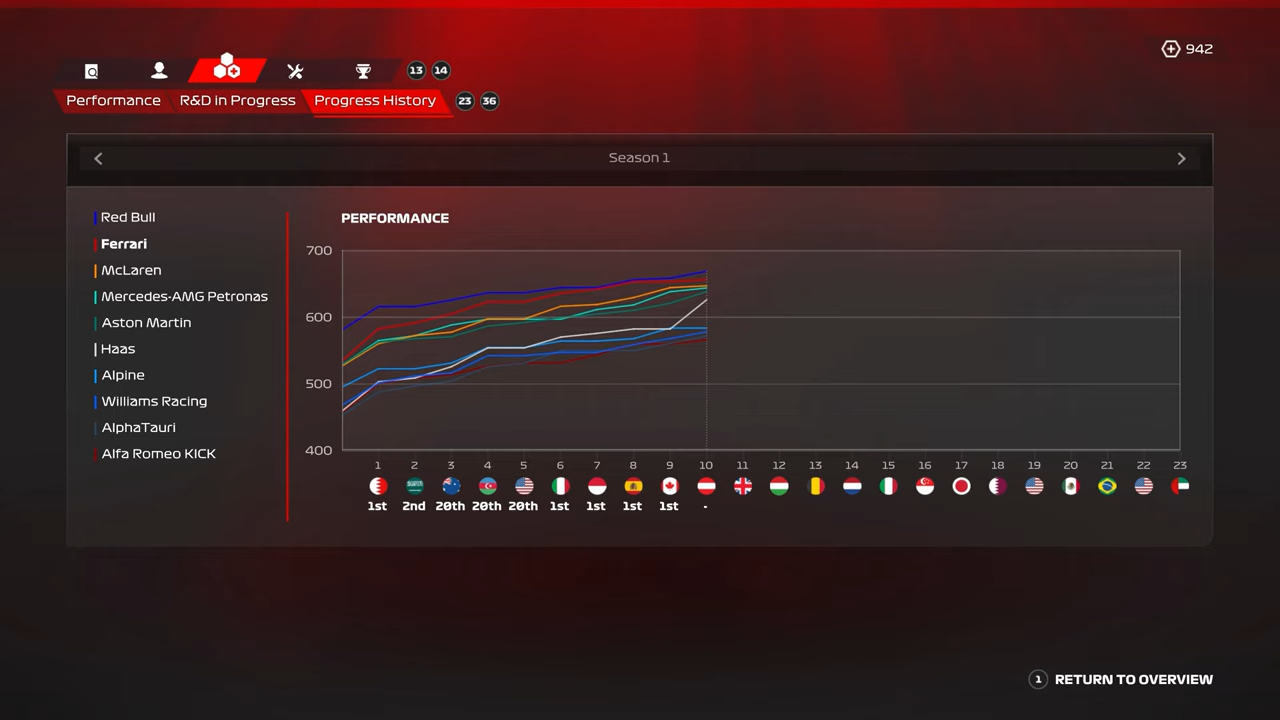 942
13 14
Performance R&D in Progress Progress History 23 36
Season 1
Red Bull
Ferrari
McLaren
Mercedes-AMG Petronas
Aston Martin
Haas
Alpine
Williams Racing
AlphaTauri
Alfa Romeo KICK
PERFORMANCE
700
600
500
400
1 2 3 4 5 6 7 8 9 10 11 12 13 14 15 16 17 18 19 20 21 22 23
1st 2nd 20th 20th 20th 1st 1st 1st 1st -
1 RETURN TO OVERVIEW